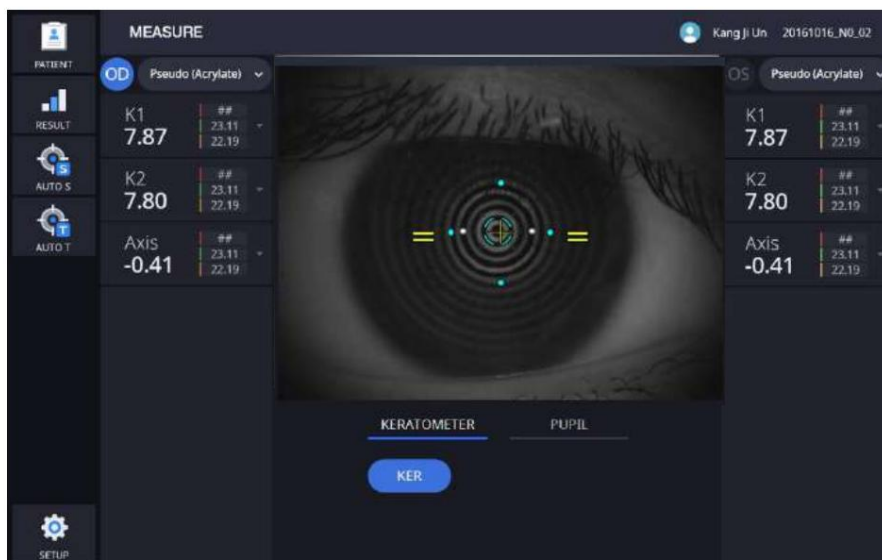 MEASURE
Kang Ji Un 20161016_N0_02
PATIENT
RESULT
AUTO S
AUTO T
SETUP
OD Pseudo (Acrylate)
K1
7.87
##
23.11
22.19
K2
7.80
##
23.11
22.19
Axis
-0.41
##
23.11
22.19
KERATOMETER PUPIL
KER
OS Pseudo (Acrylate)
K1
7.87
##
23.11
22.19
K2
7.80
##
23.11
22.19
Axis
-0.41
##
23.11
22.19